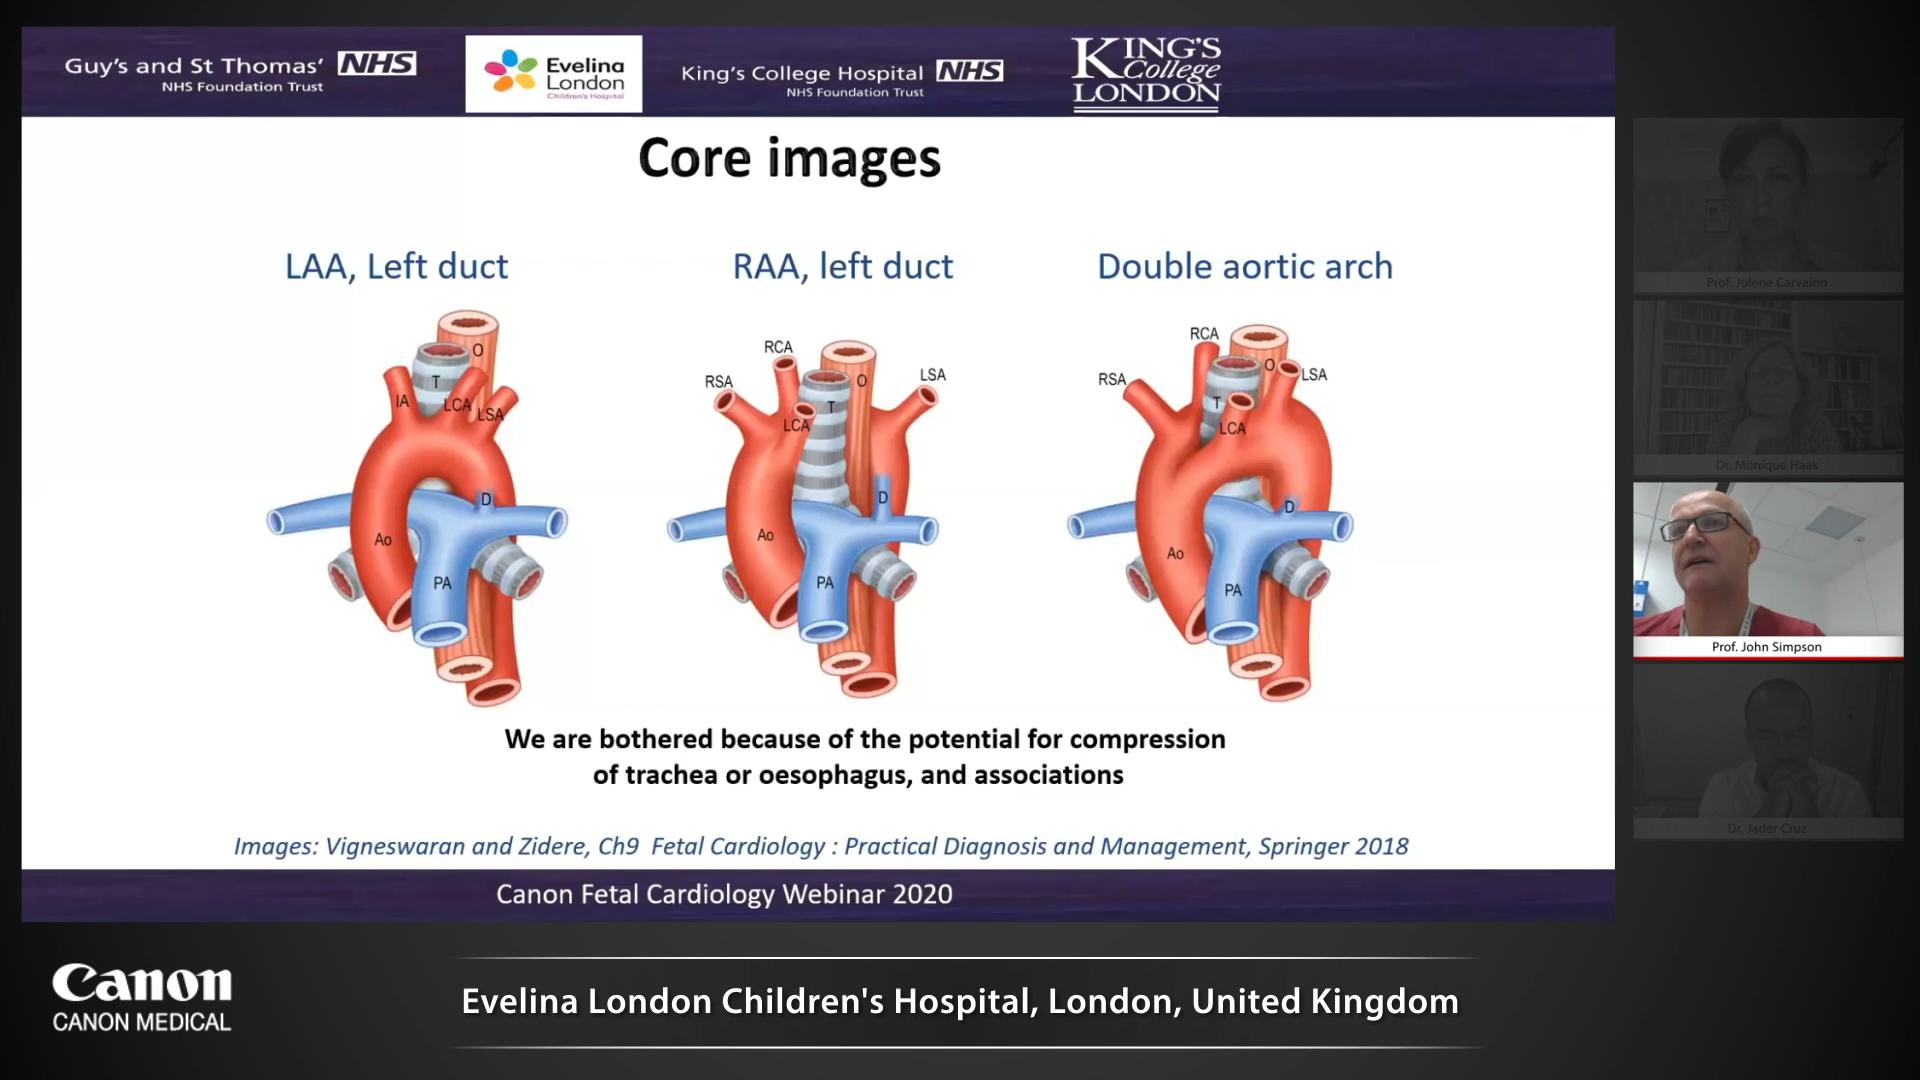 Guy's and St Thomas' NHS
NHS Foundation Trust
Evelina
London
Children's Hospital
King's College Hospital NHS
NHS Foundation Trust
KING'S
College
LONDON
Core images
LAA, Left duct
RAA, left duct
Double aortic arch
O
T
IA
LCA
LSA
D
Ao
PA
RCA
RSA
O
LSA
T
LCA
D
Ao
PA
RCA
RSA
O
LSA
T
LCA
D
Ao
PA
We are bothered because of the potential for compression
of trachea or oesophagus, and associations
Images: Vigneswaran and Zidere, Ch9 Fetal Cardiology : Practical Diagnosis and Management, Springer 2018
Canon Fetal Cardiology Webinar 2020
Prof. Julene Carvalho
Dr. Monique Haak
Prof. John Simpson
Dr. Jader Cruz
Canon
CANON MEDICAL
Evelina London Children's Hospital, London, United Kingdom